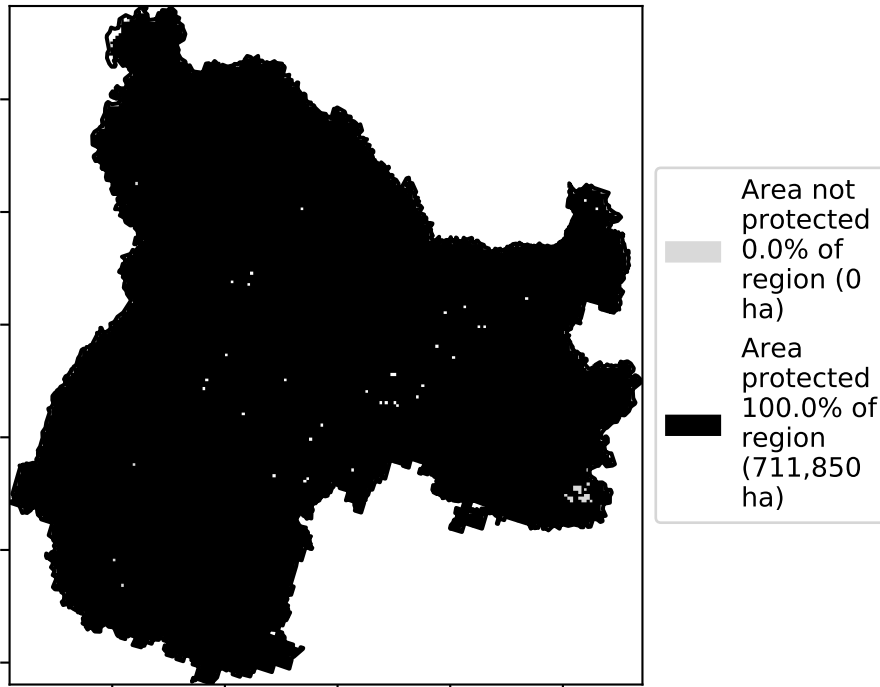 Area not
protected
0.0% of
region (0
ha)
Area
protected
100.0% of
region
(711,850
ha)